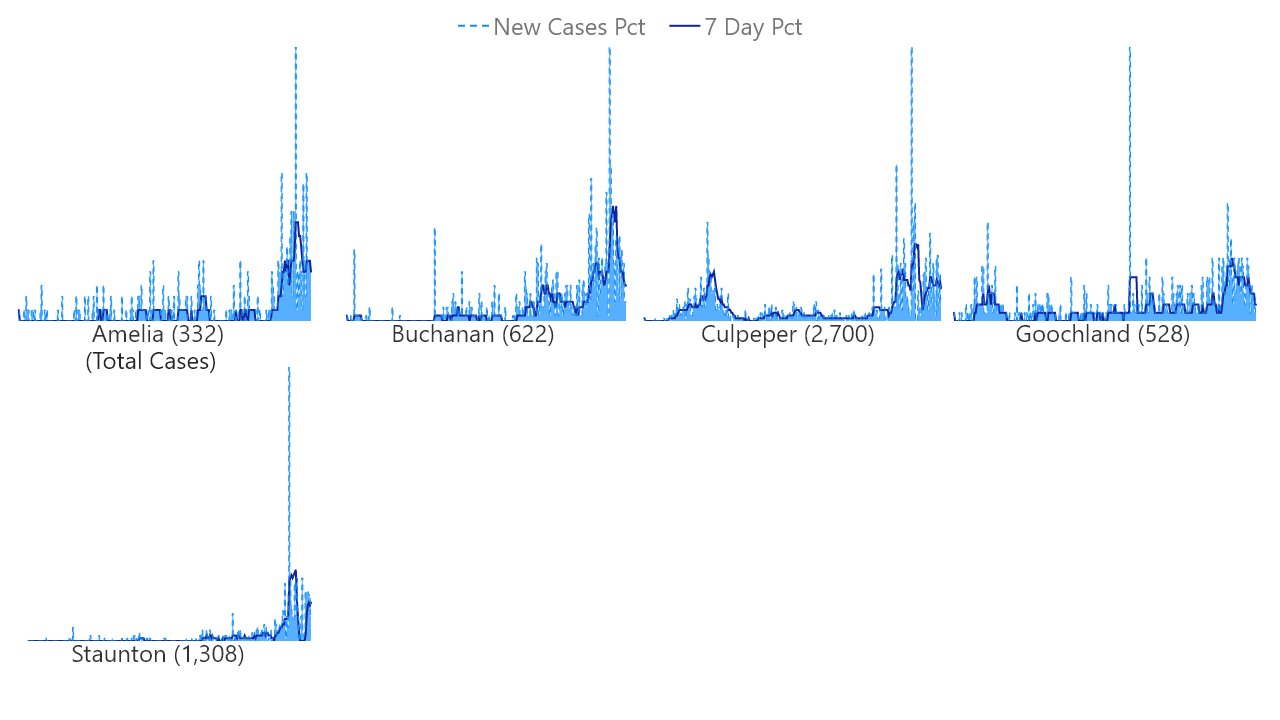 New Cases Pct 7 Day Pct
Amelia (332)
(Total Cases)
Buchanan (622)
Culpeper (2,700)
Goochland (528)
Staunton (1,308)